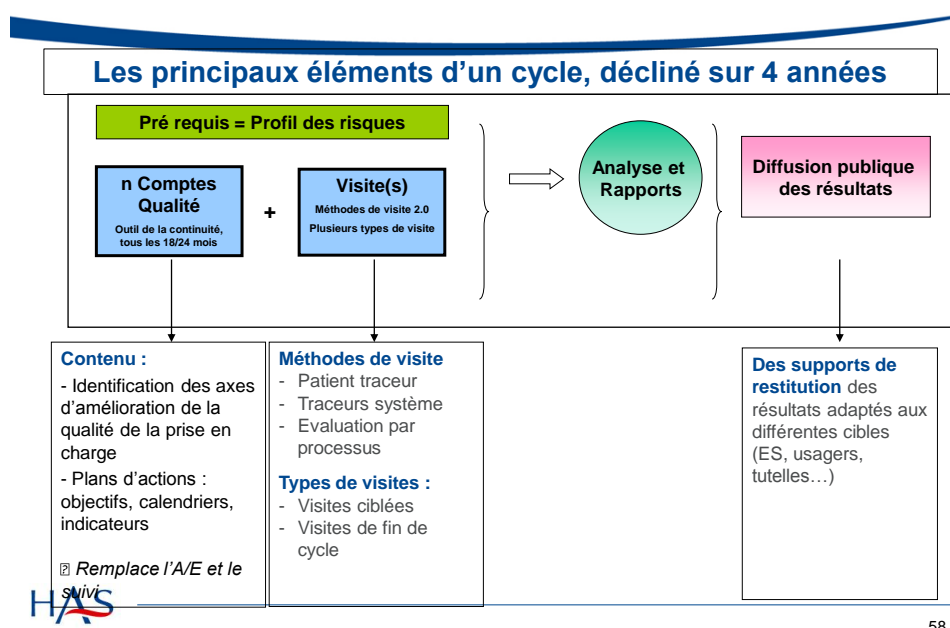 Les principaux éléments d’un cycle, décliné sur 4 années
Pré requis = Profil des risques
n Comptes
Qualité
Outil de la continuité,
tous les 18/24 mois
+
Visite(s)
Méthodes de visite 2.0
Plusieurs types de visite
Analyse et
Rapports
Diffusion publique
des résultats
Contenu :
- Identification des axes
d’amélioration de la
qualité de la prise en
charge
- Plans d’actions :
objectifs, calendriers,
indicateurs
Remplace l’A/E et le
suivi
Méthodes de visite
- Patient traceur
- Traceurs système
- Evaluation par
processus
Types de visites :
- Visites ciblées
- Visites de fin de
cycle
Des supports de
restitution des
résultats adaptés aux
différentes cibles
(ES, usagers,
tutelles…)
HAS
58